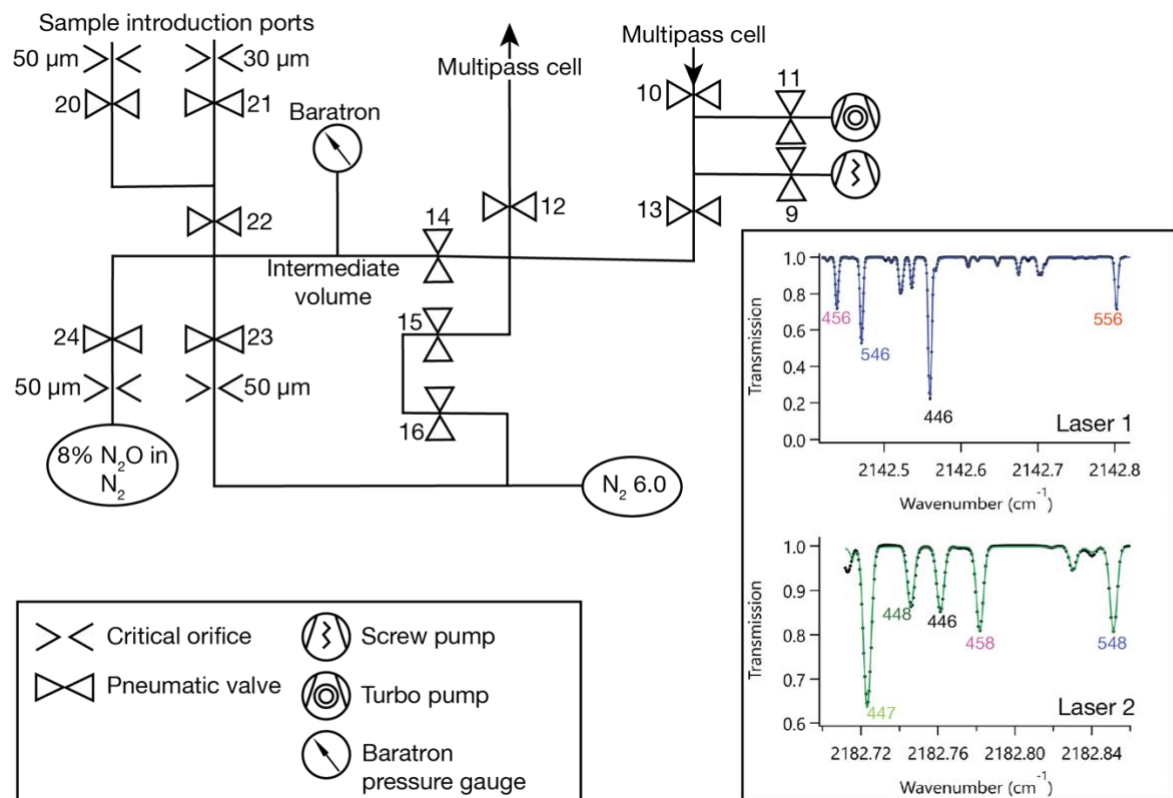 Sample introduction ports
50 µm
30 µm
20
21
Baratron
Multipass cell
Multipass cell
10
11
9
13
12
14
22
Intermediate
volume
15
16
24
23
50 µm
50 µm
8% N₂O in
N₂
N₂ 6.0
Critical orifice
Pneumatic valve
Screw pump
Turbo pump
Baratron
pressure gauge
Transmission
1.0
0.8
0.6
0.4
0.2
0.0
456
546
446
556
Laser 1
2142.5
2142.6
2142.7
2142.8
Wavenumber (cm⁻¹)
Transmission
1.0
0.9
0.8
0.7
0.6
447
448
446
458
548
Laser 2
2182.72
2182.76
2182.80
2182.84
Wavenumber (cm⁻¹)